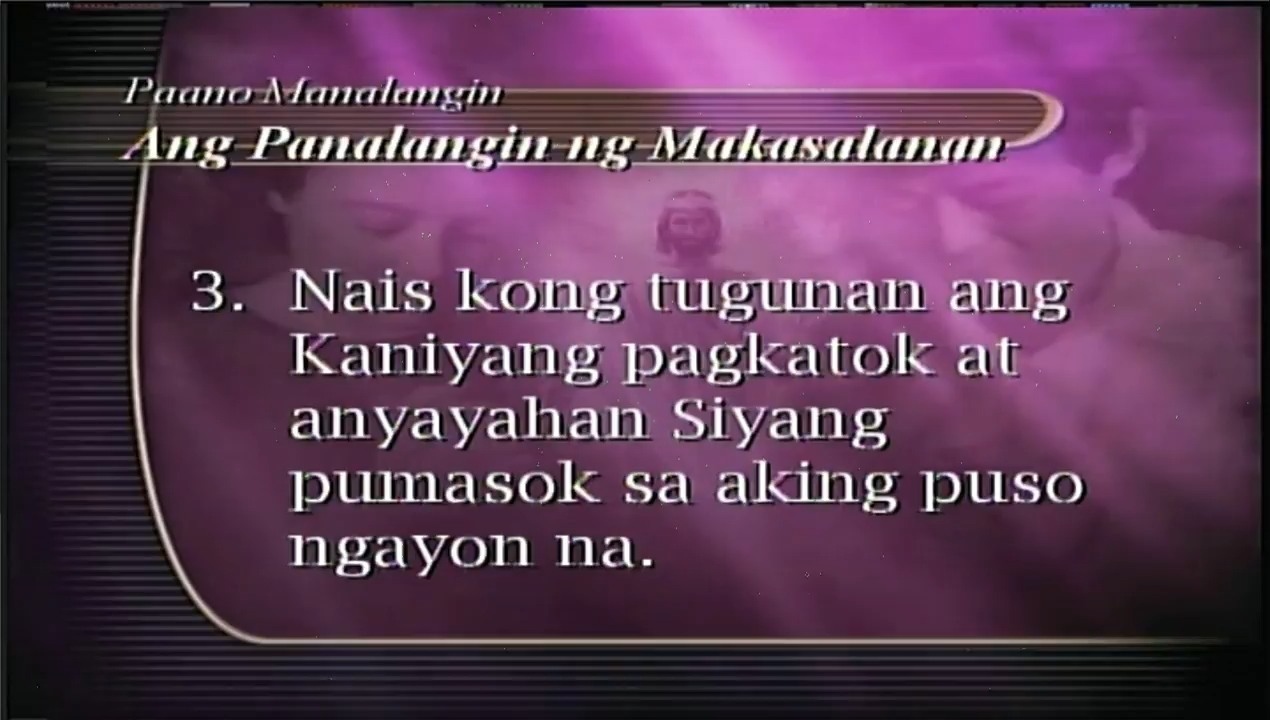 Paano Manalangin
Ang Panalangin ng Makasalanan
3. Nais kong tugunan ang
Kaniyang pagkatok at
anyayahan Siyang
pumasok sa aking puso
ngayon na.